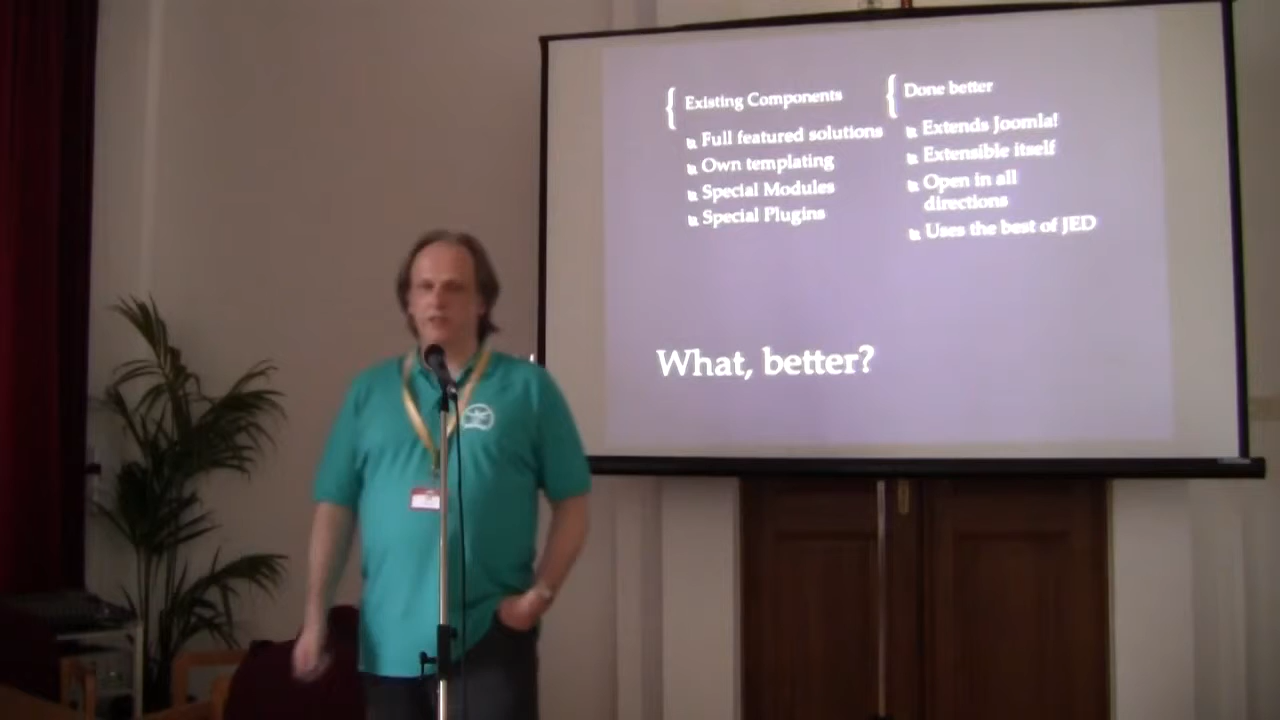 Existing Components
Full featured solutions
Own templating
Special Modules
Special Plugins
Done better
Extends Joomla!
Extensible itself
Open in all
directions
Uses the best of JED
What, better?